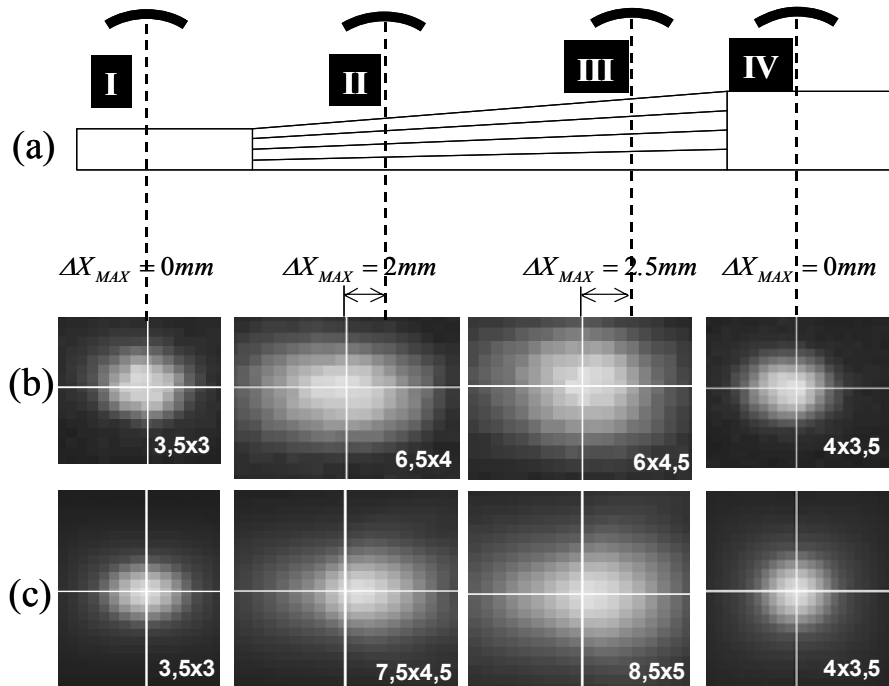 I II III IV
(a)
ΔX_MAX = 0mm ΔX_MAX = 2mm ΔX_MAX = 2.5mm ΔX_MAX = 0mm
(b)
3,5x3 6,5x4 6x4,5 4x3,5
(c)
3,5x3 7,5x4,5 8,5x5 4x3,5